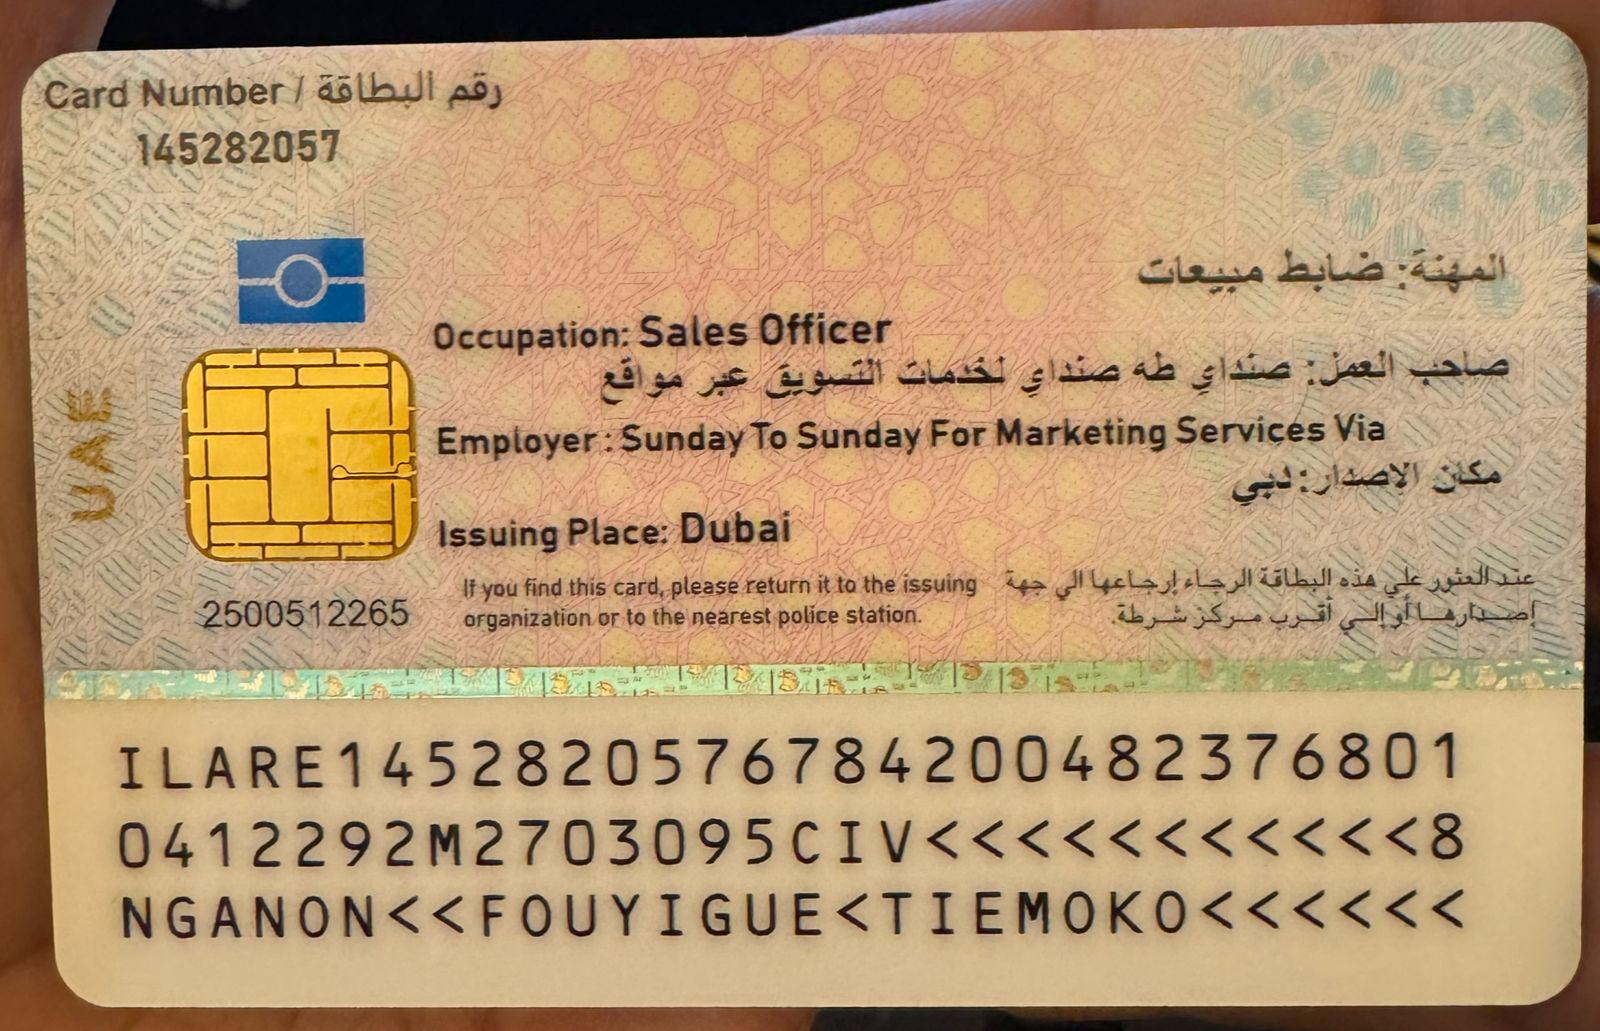 Card Number / رقم البطاقة
145282057
المهنة: ضابط مبيعات
Occupation: Sales Officer
صاحب العمل: صنداي طه صنداي لخدمات التسويق عبر مواقع
Employer: Sunday To Sunday For Marketing Services Via
مكان الإصدار: دبي
Issuing Place: Dubai
UAE
If you find this card, please return it to the issuing
organization or to the nearest police station.
عند العثور علي هذه البطاقة الرجاء إرجاعها الي جهة
إصدارها أو إلي أقرب مركز شرطة.
2500512265
ILARE1452820576784200482376801
0412292M2703095CIV<<<<<<<<<<<8
NGANON<<FOUYIGUE<TIEMOKO<<<<<<